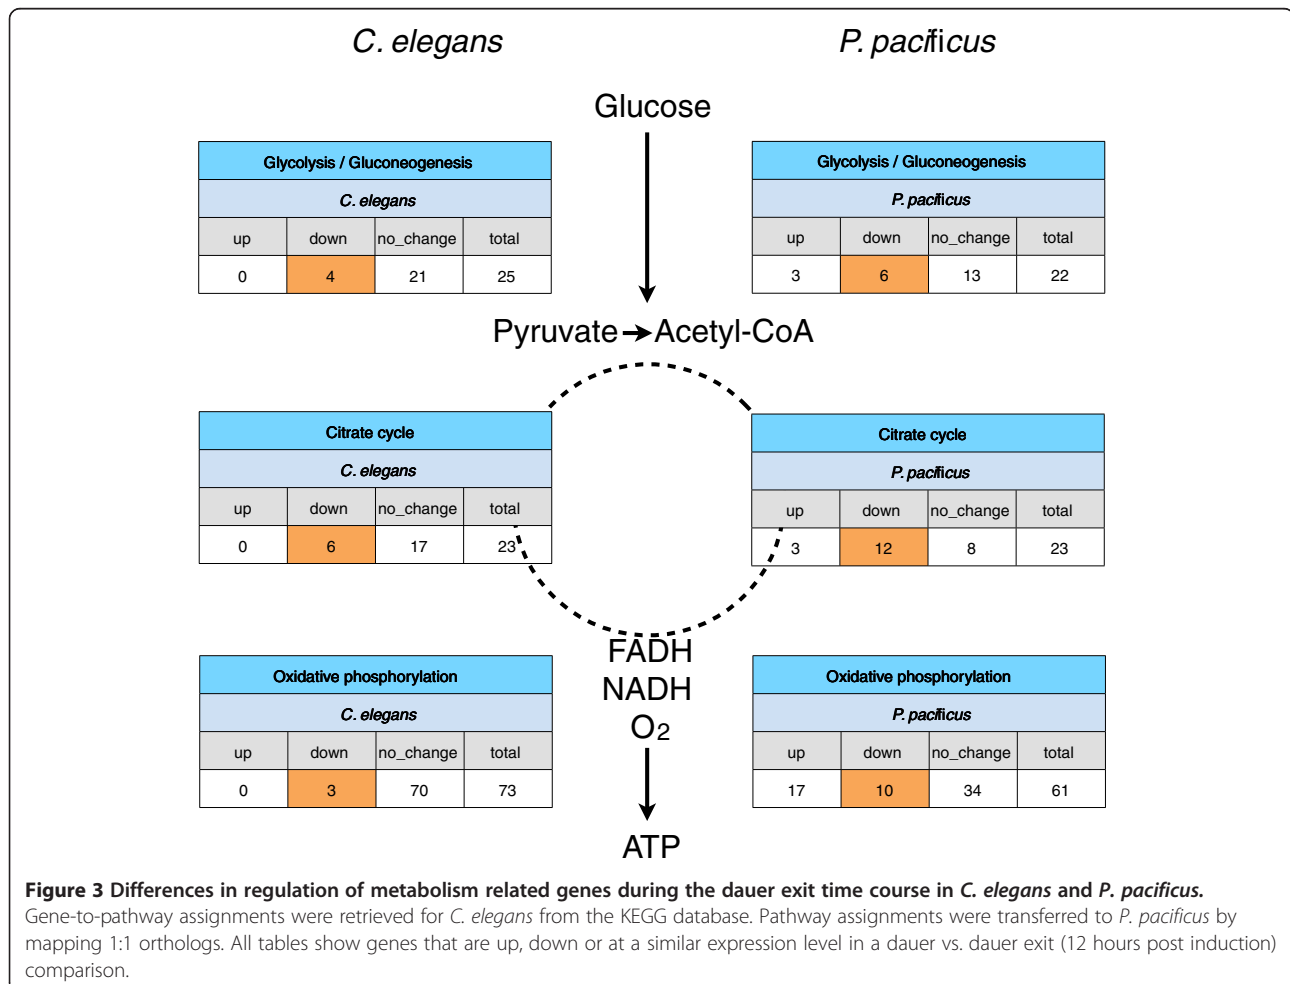 C. elegans
P. pacificus
Glucose
Glycolysis / Gluconeogenesis
C. elegans
up down no_change total
0 4 21 25
Glycolysis / Gluconeogenesis
P. pacificus
up down no_change total
3 6 13 22
Pyruvate → Acetyl-CoA
Citrate cycle
C. elegans
up down no_change total
0 6 17 23
Citrate cycle
P. pacificus
up down no_change total
3 12 8 23
FADH
NADH
O2
Oxidative phosphorylation
C. elegans
up down no_change total
0 3 70 73
Oxidative phosphorylation
P. pacificus
up down no_change total
17 10 34 61
ATP
Figure 3 Differences in regulation of metabolism related genes during the dauer exit time course in C. elegans and P. pacificus.
Gene-to-pathway assignments were retrieved for C. elegans from the KEGG database. Pathway assignments were transferred to P. pacificus by
mapping 1:1 orthologs. All tables show genes that are up, down or at a similar expression level in a dauer vs. dauer exit (12 hours post induction)
comparison.